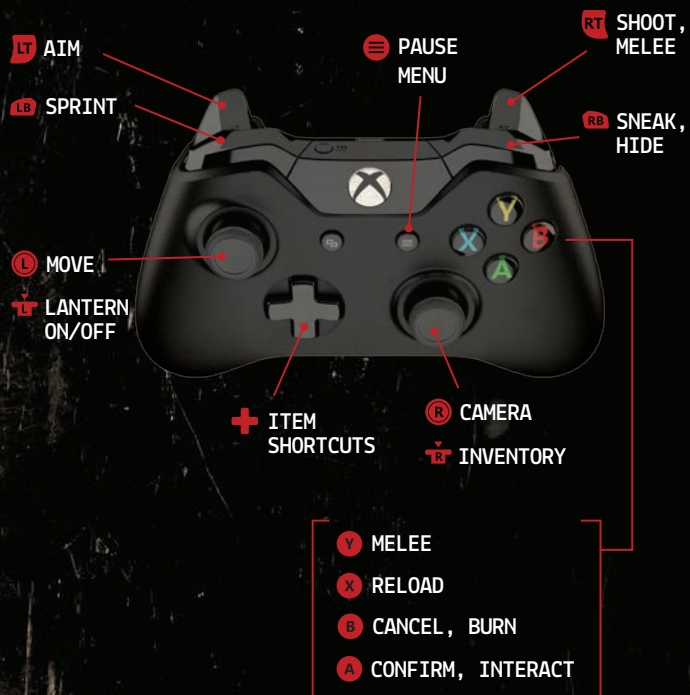 LT AIM
LB SPRINT
PAUSE
MENU
RT SHOOT,
MELEE
RB SNEAK,
HIDE
Y
X B
A
L MOVE
L LANTERN
ON/OFF
ITEM
SHORTCUTS
R CAMERA
R INVENTORY
Y MELEE
X RELOAD
B CANCEL, BURN
A CONFIRM, INTERACT